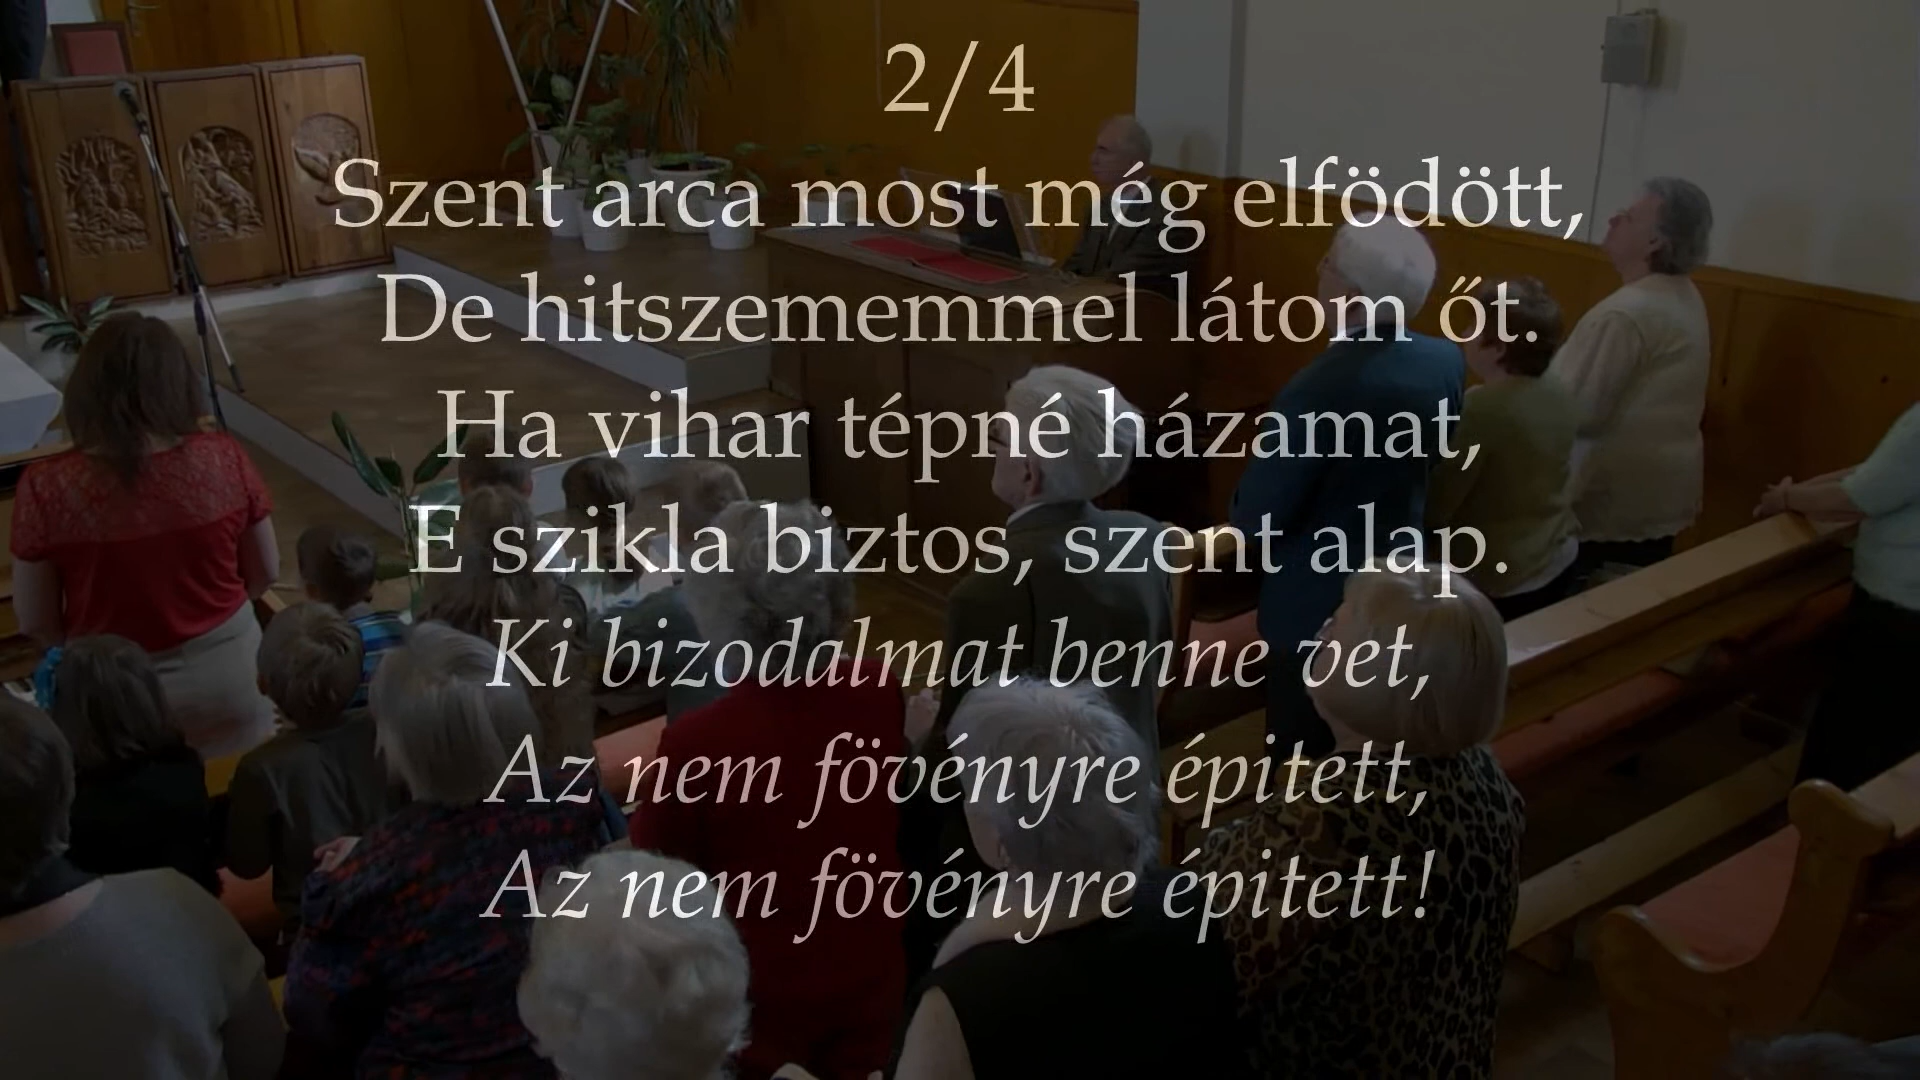 2/4
Szent arca most még elfödött,
De hitszememmel látom őt.
Ha vihar tépné házamat,
E szikla biztos, szent alap.
Ki bizodalmat benne vet,
Az nem fövényre épitett,
Az nem fövényre épitett!